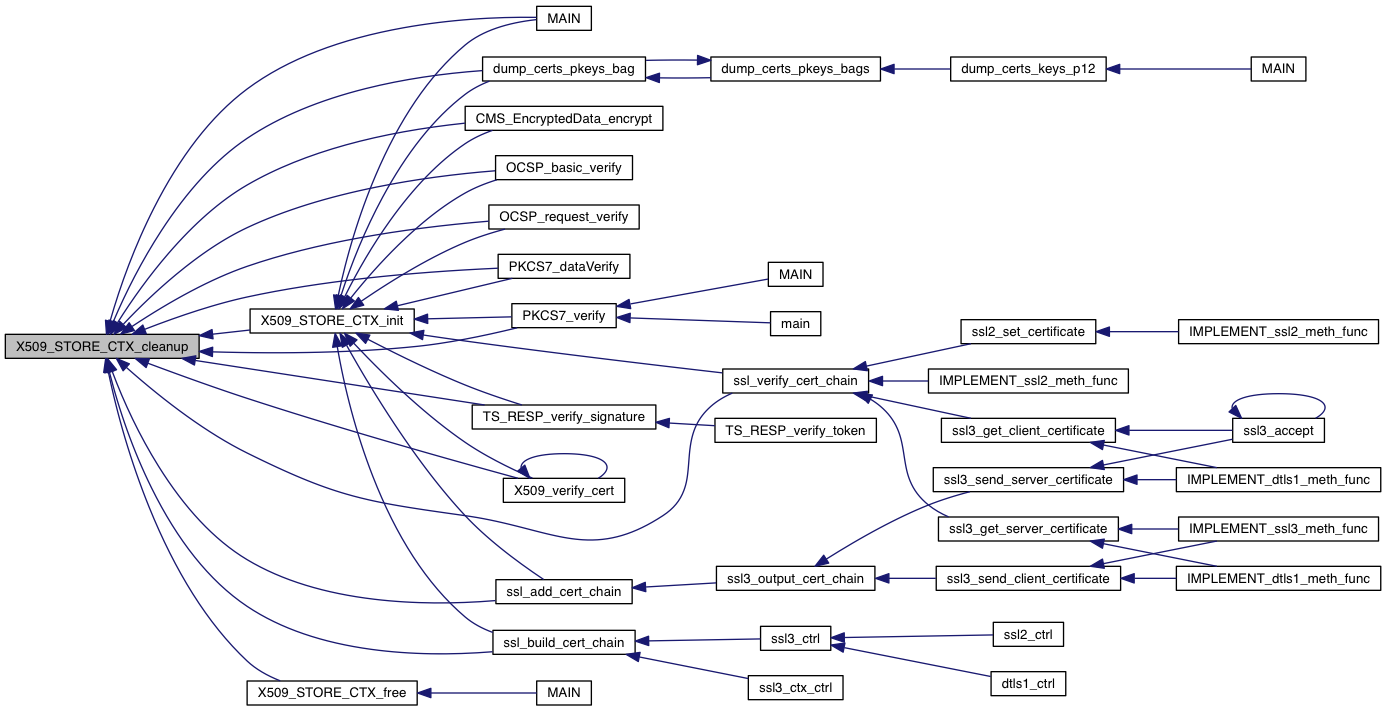 MAIN
dump_certs_pkeys_bag
dump_certs_pkeys_bags
dump_certs_keys_p12
MAIN
CMS_EncryptedData_encrypt
OCSP_basic_verify
OCSP_request_verify
PKCS7_dataVerify
MAIN
X509_STORE_CTX_init
PKCS7_verify
main
ssl2_set_certificate
IMPLEMENT_ssl2_meth_func
X509_STORE_CTX_cleanup
ssl_verify_cert_chain
IMPLEMENT_ssl2_meth_func
TS_RESP_verify_signature
TS_RESP_verify_token
ssl3_get_client_certificate
ssl3_accept
ssl3_send_server_certificate
IMPLEMENT_dtls1_meth_func
X509_verify_cert
ssl3_get_server_certificate
IMPLEMENT_ssl3_meth_func
ssl_add_cert_chain
ssl3_output_cert_chain
ssl3_send_client_certificate
IMPLEMENT_dtls1_meth_func
ssl_build_cert_chain
ssl3_ctrl
ssl2_ctrl
ssl3_ctx_ctrl
dtls1_ctrl
X509_STORE_CTX_free
MAIN